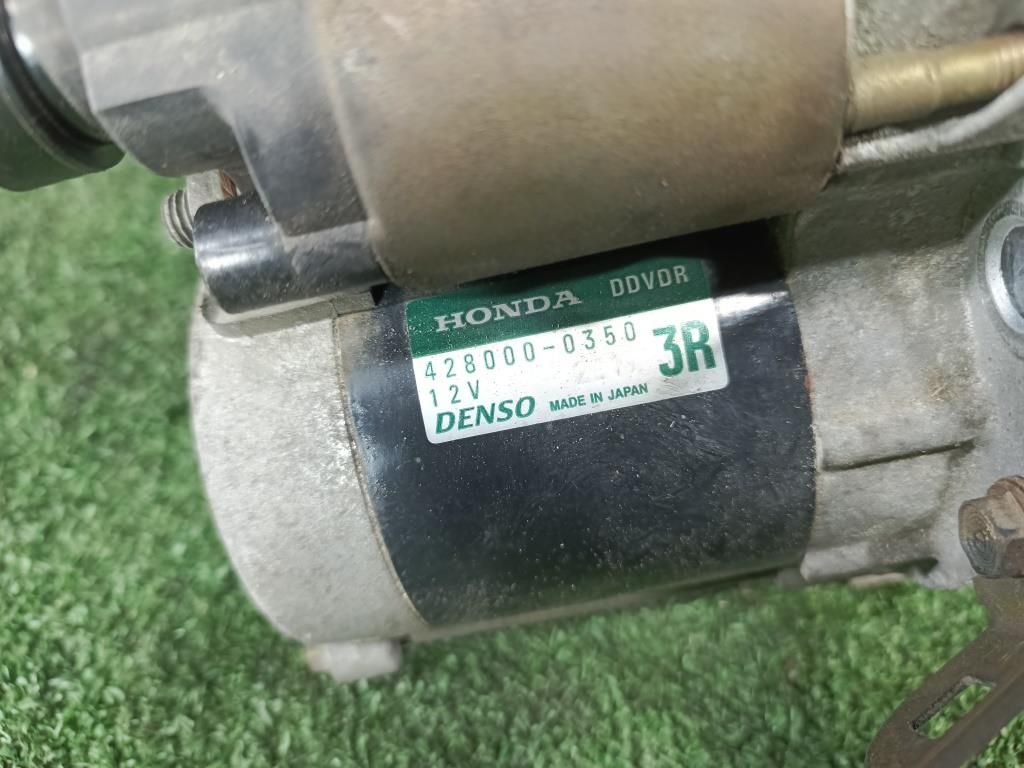 HONDA DDVDR
428000-0350 3R
12V
DENSO MADE IN JAPAN